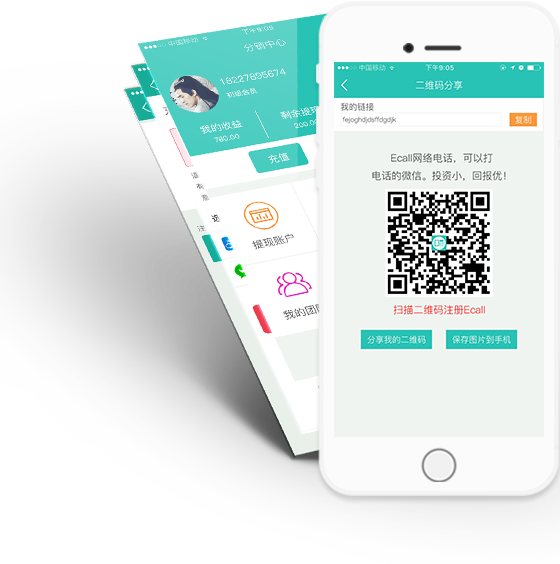 中国移动
下午9:05
分销中心
18227895674
初级会员
我的收益
780.00
剩余提现
200.00
充值
提现账户
我的团队
中国移动
下午9:05
二维码分享
我的链接
fejoghdjdsffdgdjk
复制
Ecall网络电话，可以打
电话的微信。投资小，回报优！
扫描二维码注册Ecall
分享我的二维码
保存图片到手机